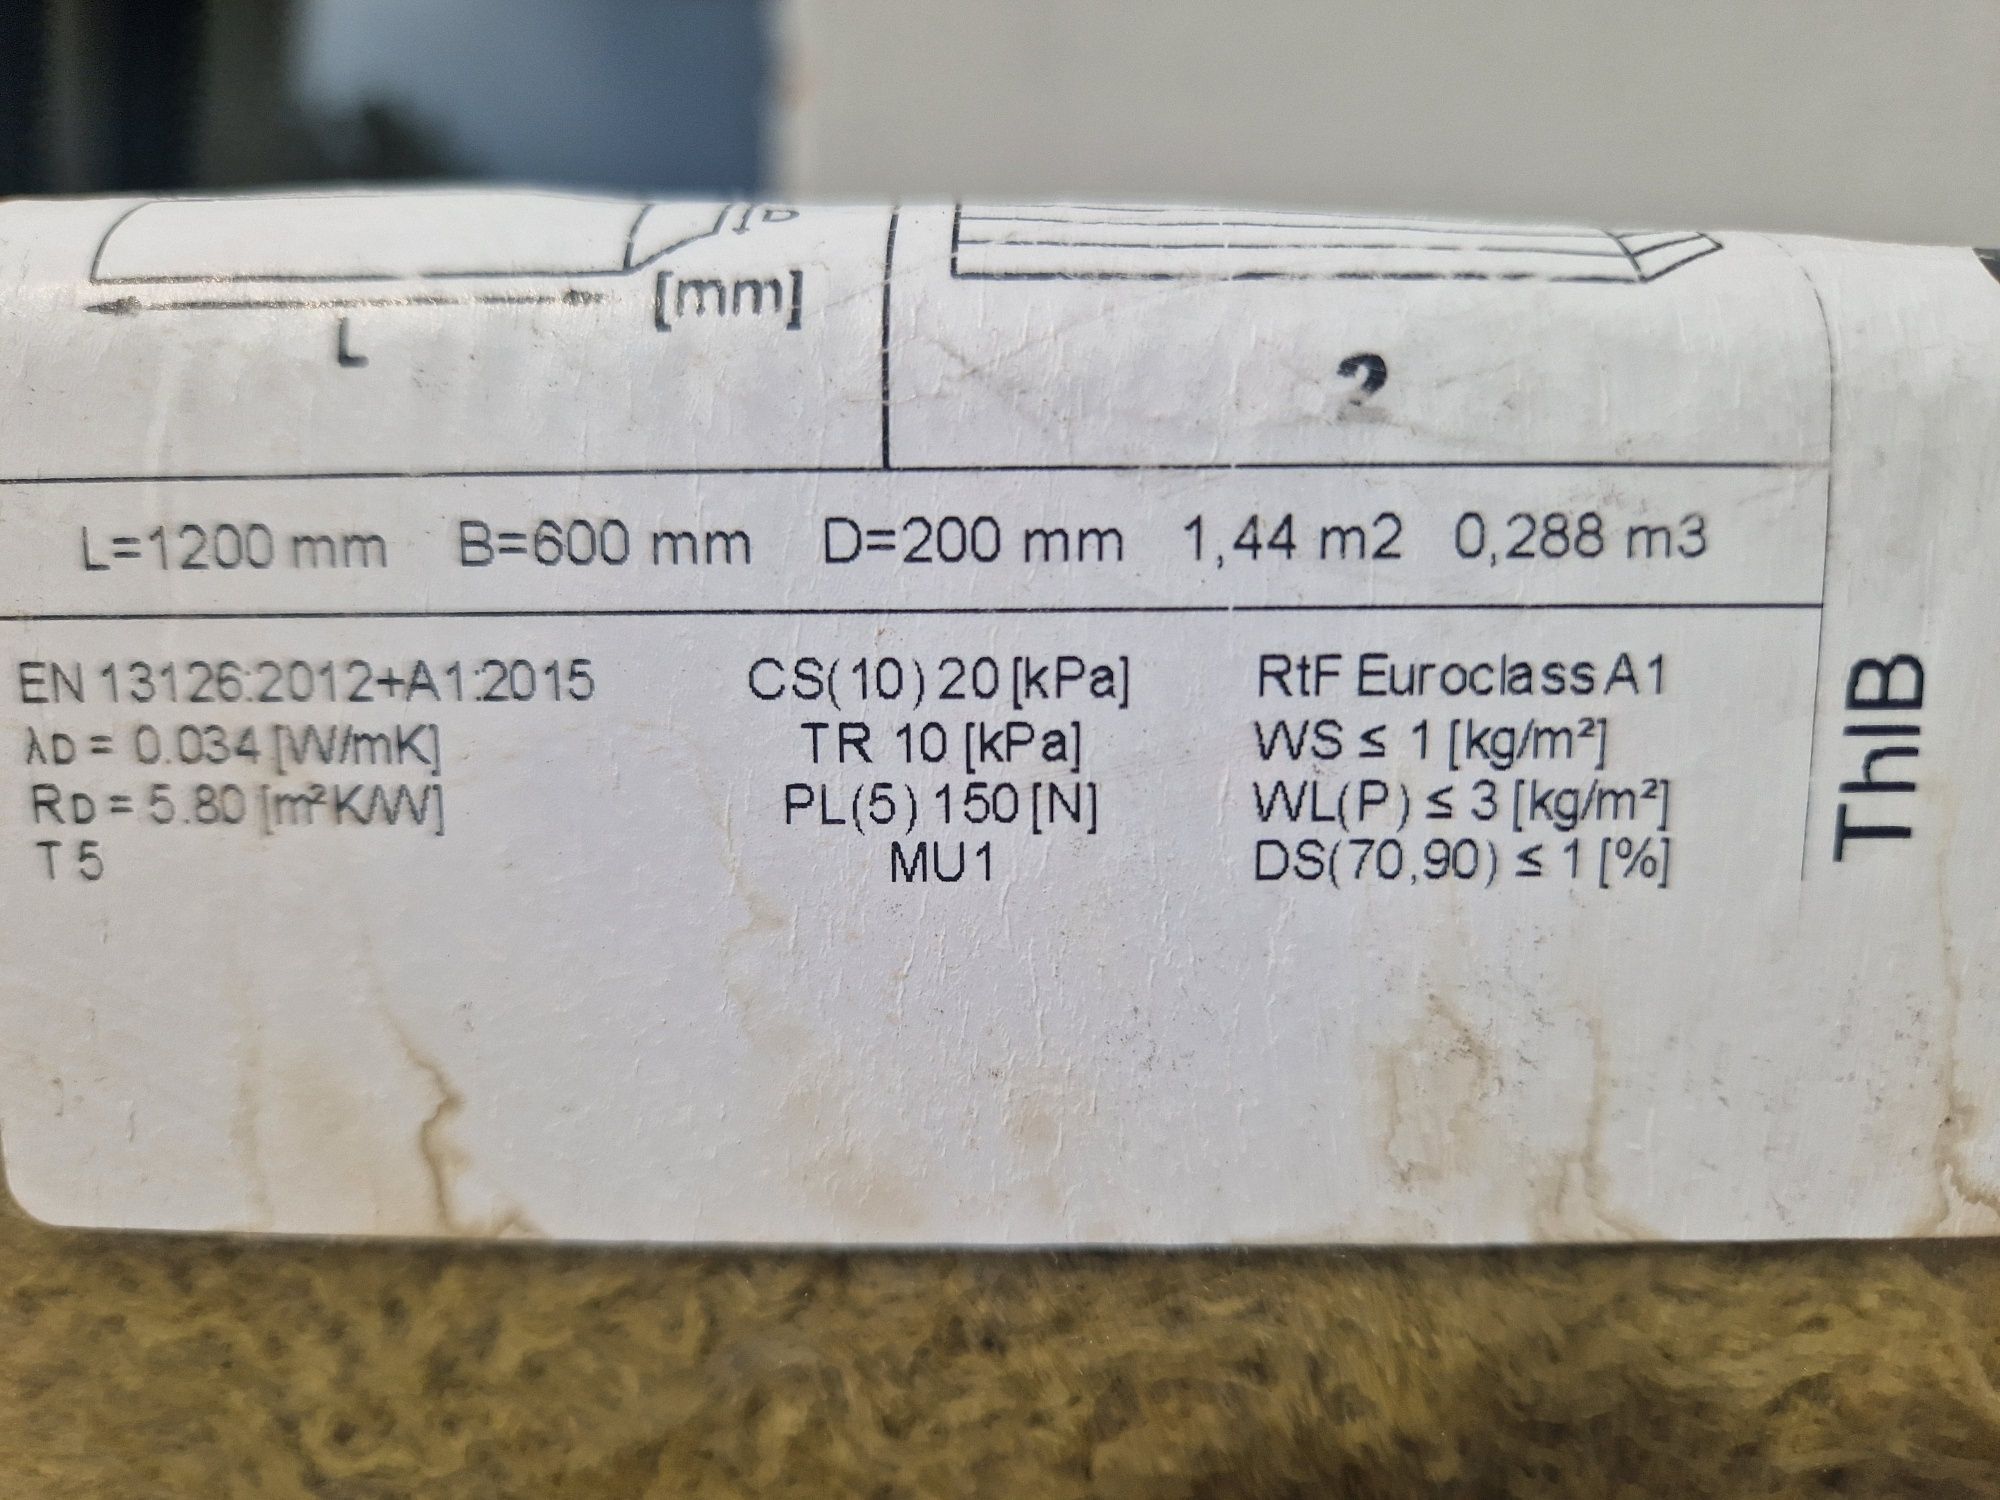 [mm]
L
2
L=1200 mm B=600 mm D=200 mm 1,44 m2 0,288 m3
EN 13126:2012+A1:2015 CS(10) 20 [kPa] RtF Euroclass A1
λD = 0.034 [W/mK] TR 10 [kPa] WS ≤ 1 [kg/m²]
RD = 5.80 [m²K/W] PL(5) 150 [N] WL(P) ≤ 3 [kg/m²]
T 5 MU1 DS(70,90) ≤ 1 [%]
ThIB